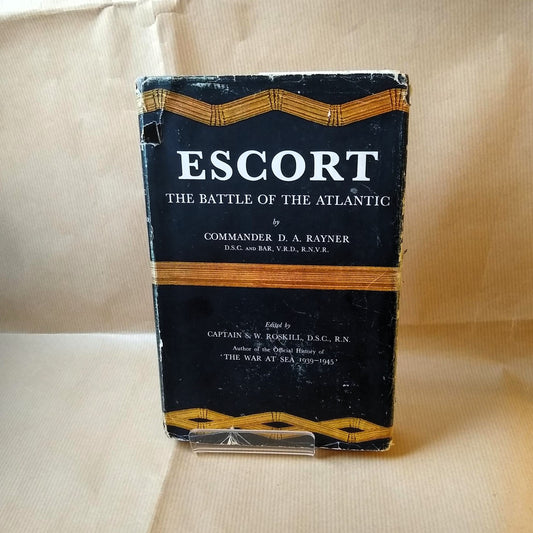 ESCORT
THE BATTLE OF THE ATLANTIC
by
COMMANDER D. A. RAYNER
D.S.C. AND BAR, V.R.D., R.N.V.R.
Edited by
CAPTAIN S. W. ROSKILL, D.S.C., R.N.
Author of the Official History of
'THE WAR AT SEA 1939–1945'